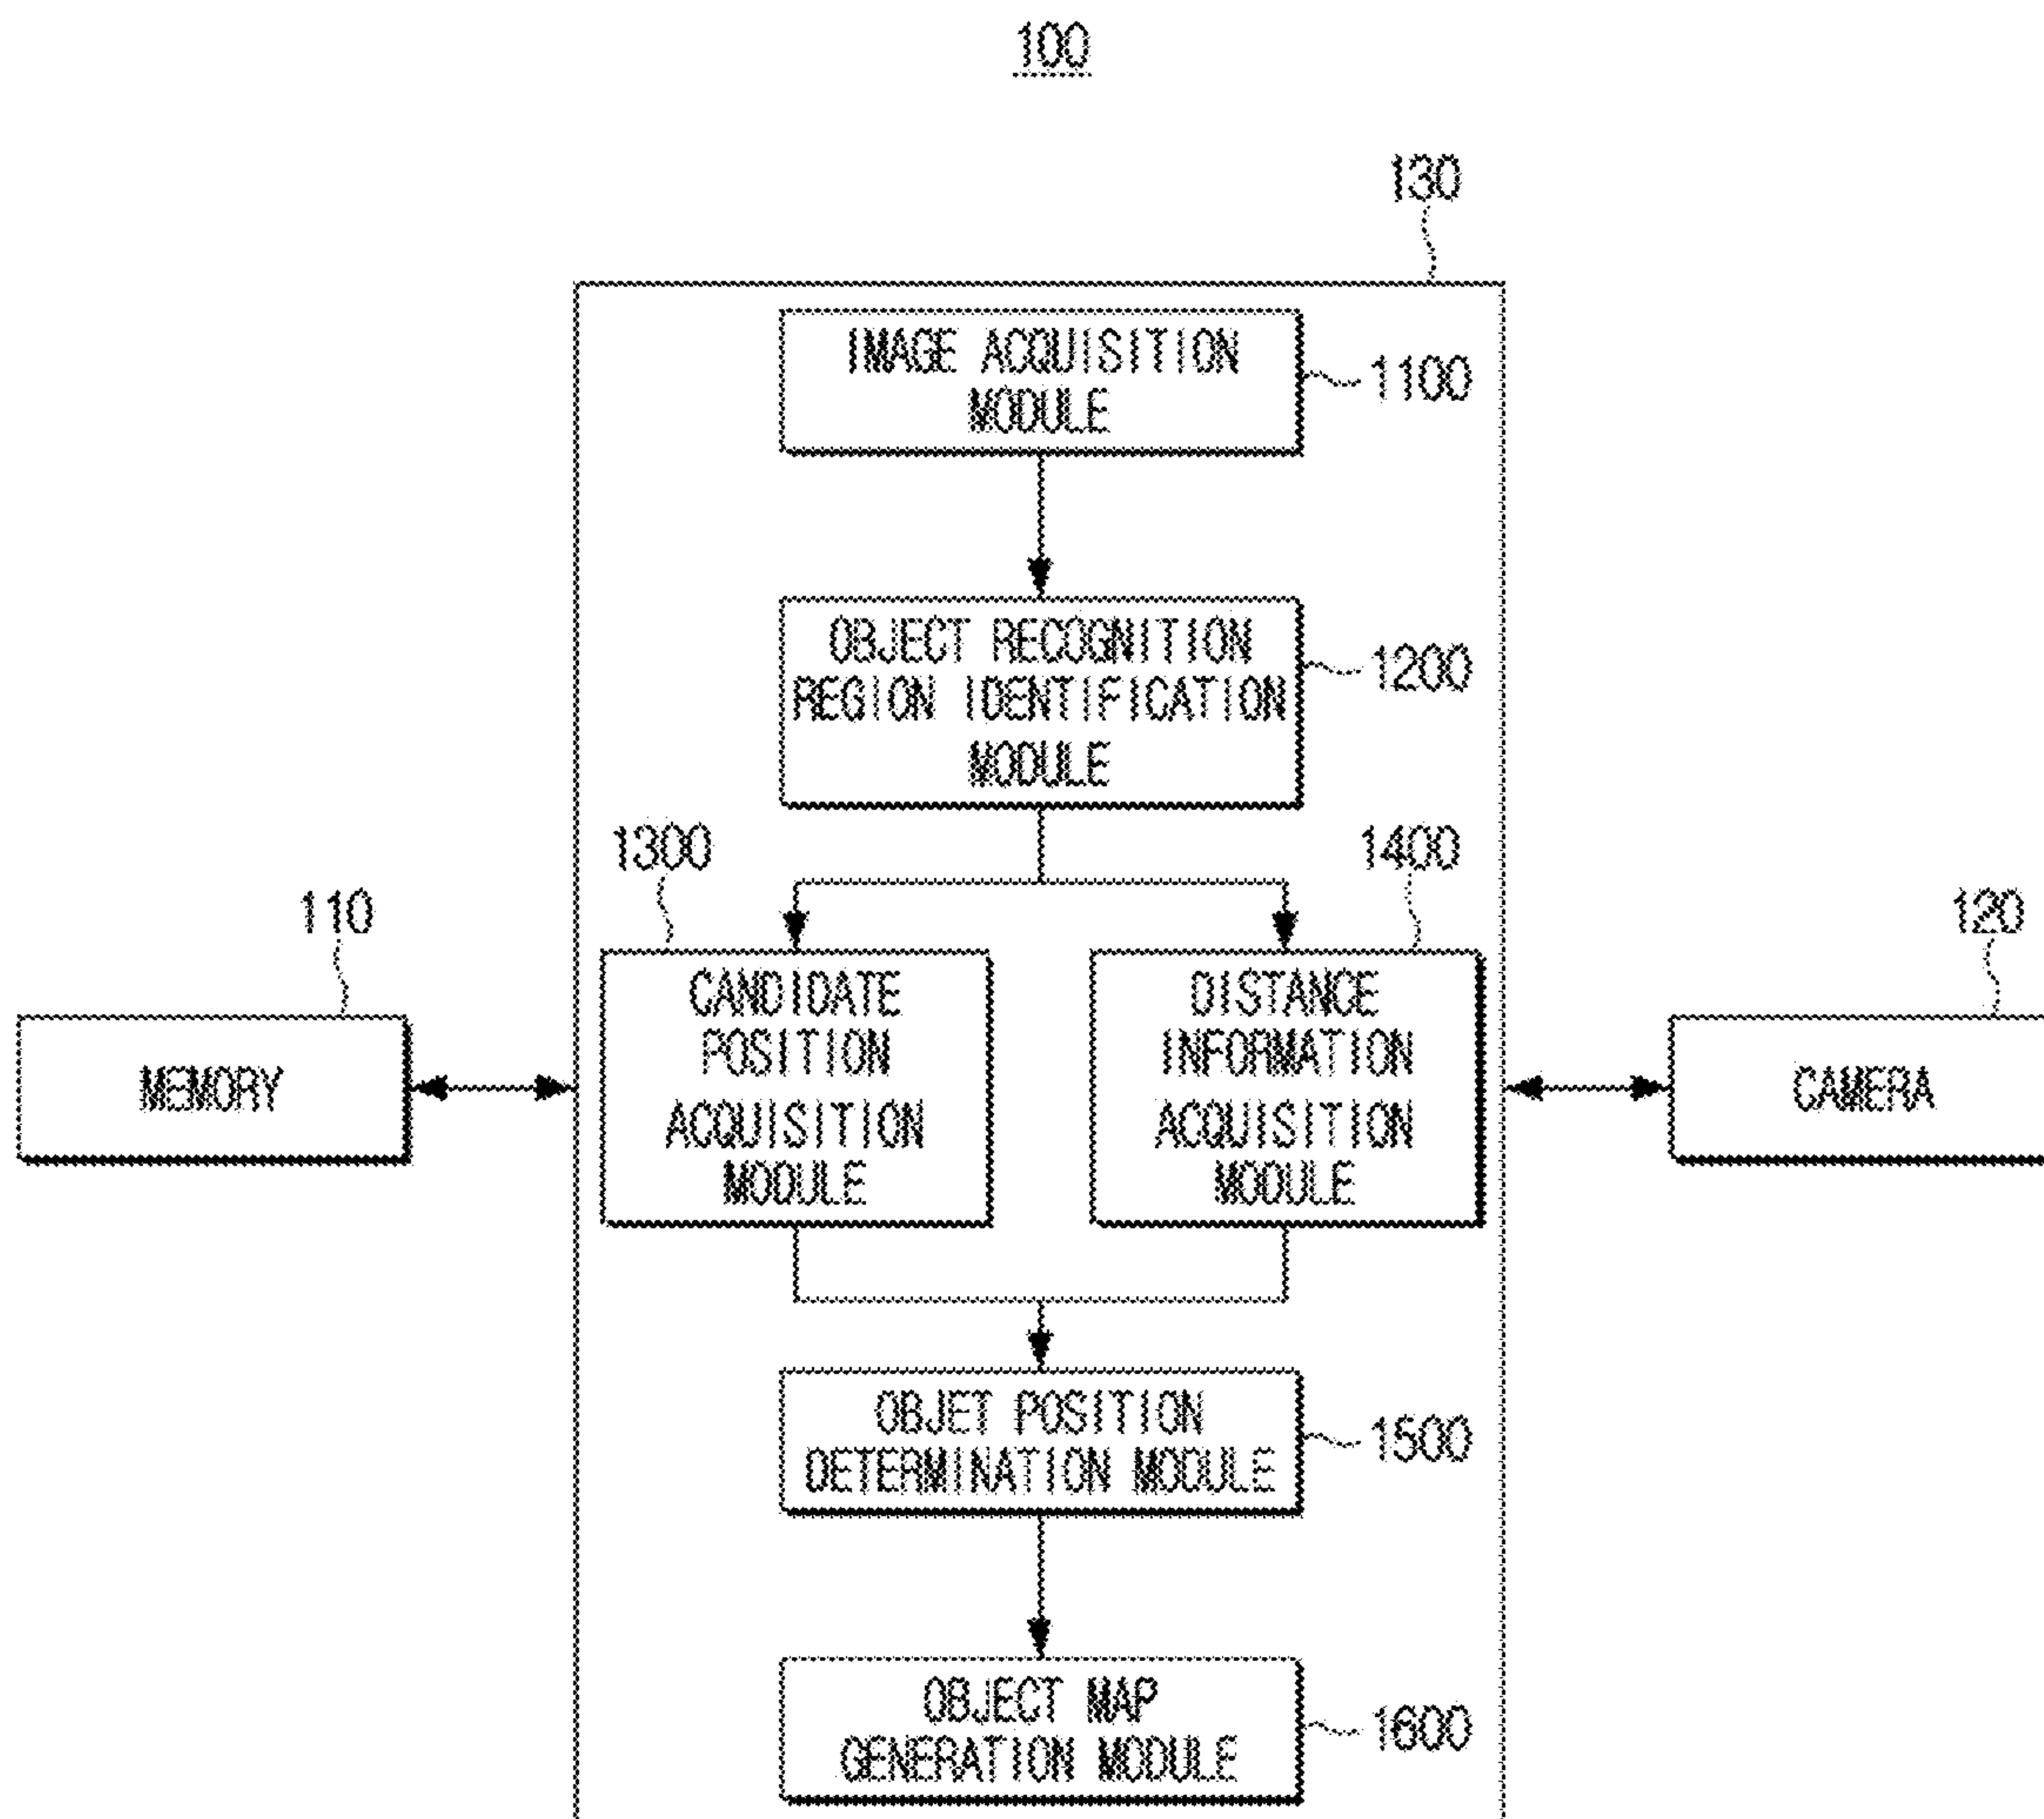 100
130
IMAGE ACQUISITION
MODULE
1100
OBJECT RECOGNITION
REGION IDENTIFICATION
MODULE
1200
1300
1400
110
120
MEMORY
CANDIDATE
POSITION
ACQUISITION
MODULE
DISTANCE
INFORMATION
ACQUISITION
MODULE
CAMERA
OBJET POSITION
DETERMINATION MODULE
1500
OBJECT MAP
GENERATION MODULE
1600